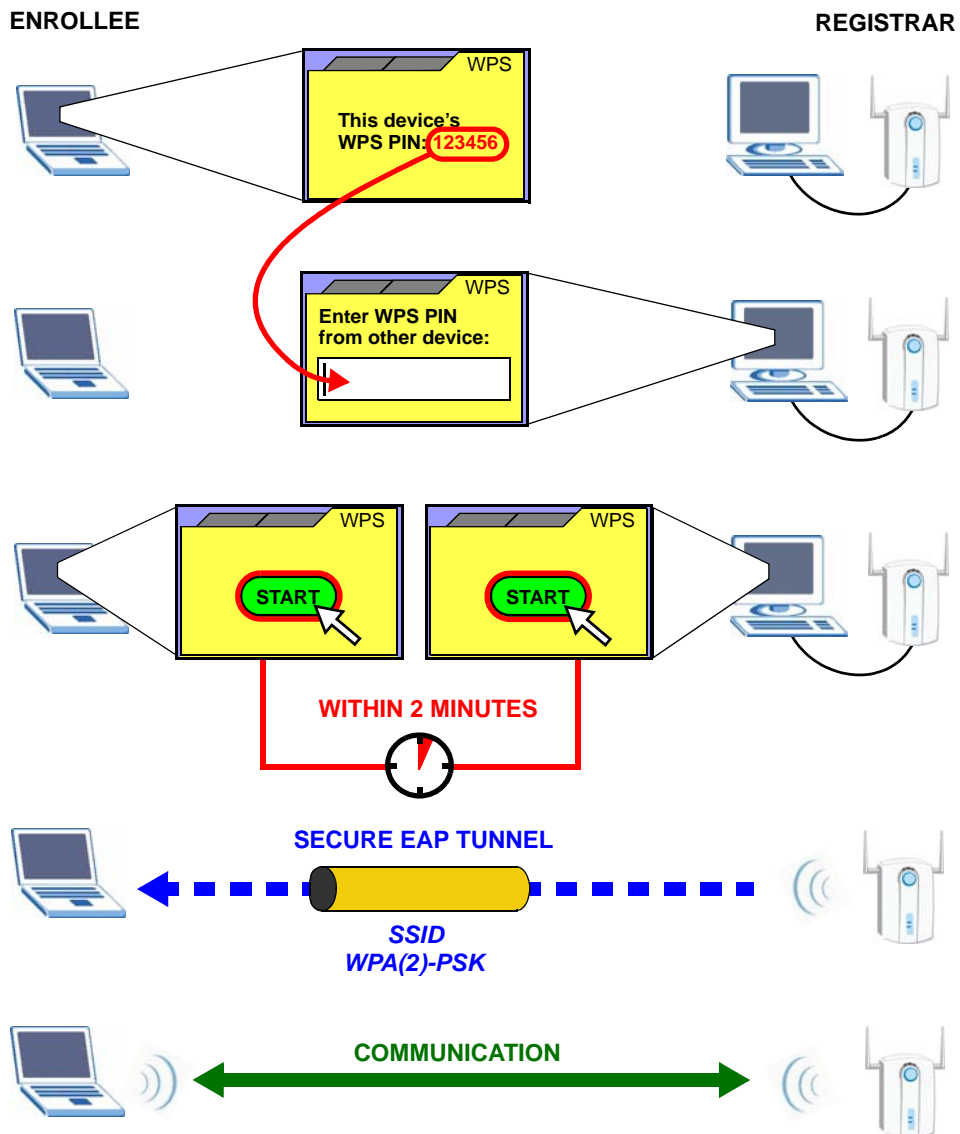 ENROLLEE
REGISTRAR
WPS
This device's
WPS PIN: 123456
WPS
Enter WPS PIN
from other device:
WPS
START
WPS
START
WITHIN 2 MINUTES
SECURE EAP TUNNEL
SSID
WPA(2)-PSK
COMMUNICATION